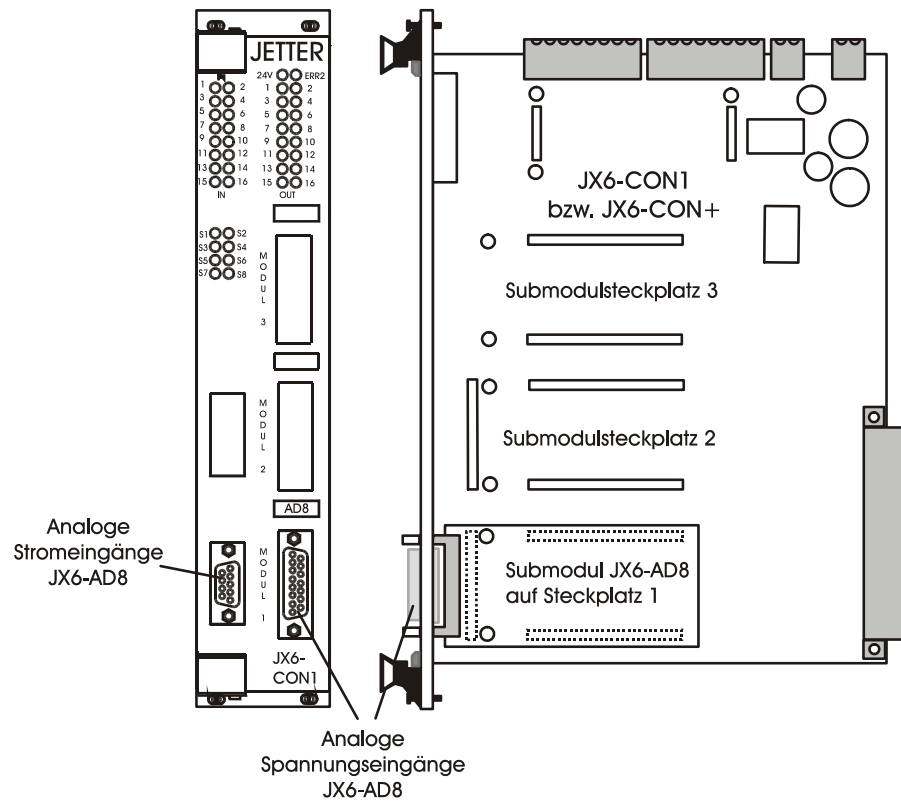 JETTER
IN
24V ERR2
1 2
3 4
5 6
7 8
9 10
11 12
13 14
15 16
IN
1 2
3 4
5 6
7 8
9 10
11 12
13 14
15 16
OUT
S1 S2
S3 S4
S5 S6
S7 S8
MODUL 3
MODUL 2
AD8
MODUL 1
JX6-
CON1
Analoge
Stromeingänge
JX6-AD8
Analoge
Spannungseingänge
JX6-AD8
JX6-CON1
bzw. JX6-CON+
Submodulsteckplatz 3
Submodulsteckplatz 2
Submodul JX6-AD8
auf Steckplatz 1